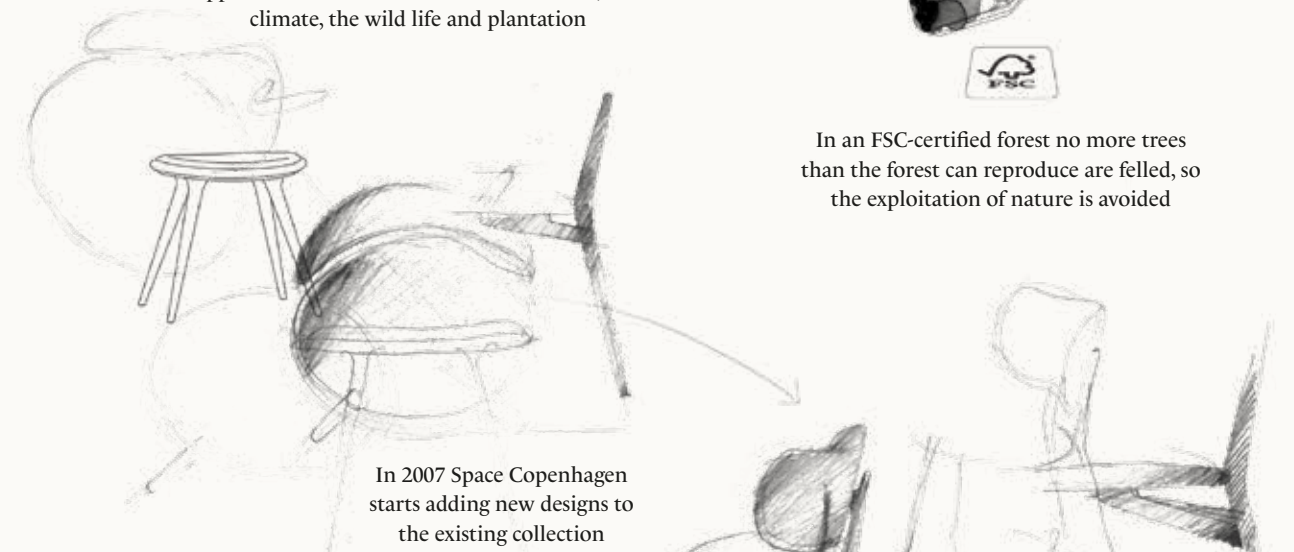 climate, the wild life and plantation
FSC
In an FSC-certified forest no more trees
than the forest can reproduce are felled, so
the exploitation of nature is avoided
In 2007 Space Copenhagen
starts adding new designs to
the existing collection